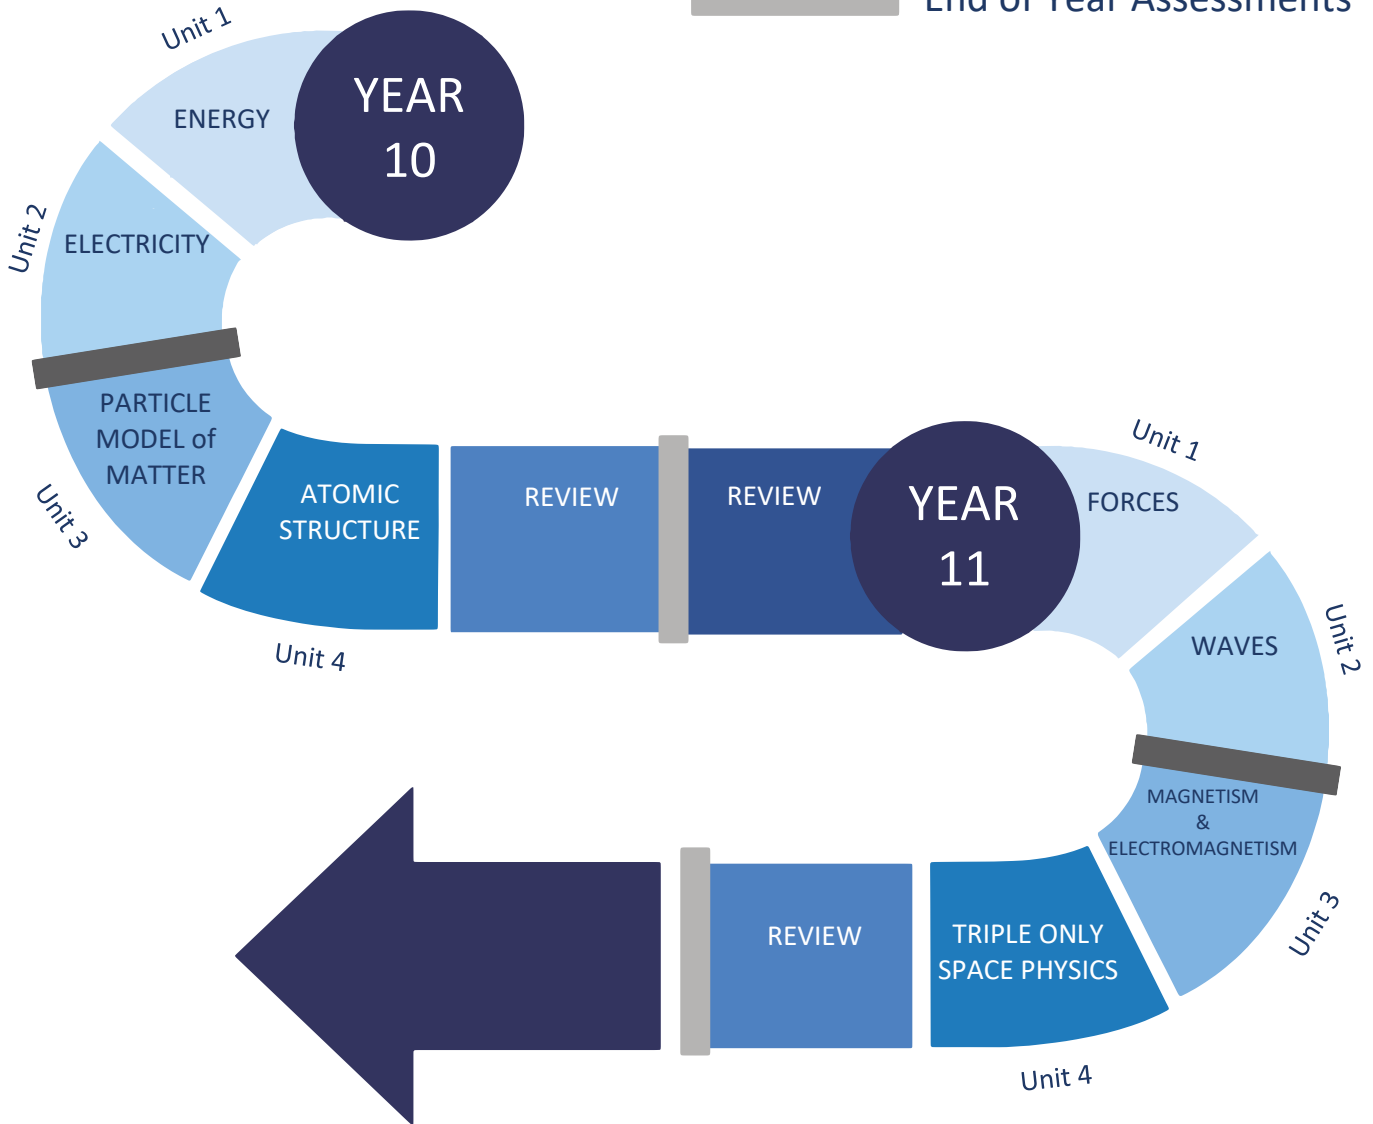 End of Year Assessments
Unit 1
YEAR
10
ENERGY
Unit 2
ELECTRICITY
PARTICLE
MODEL of
MATTER
Unit 3
ATOMIC
STRUCTURE
Unit 4
REVIEW
REVIEW
YEAR
11
Unit 1
FORCES
Unit 2
WAVES
MAGNETISM
&
ELECTROMAGNETISM
Unit 3
TRIPLE ONLY
SPACE PHYSICS
Unit 4
REVIEW